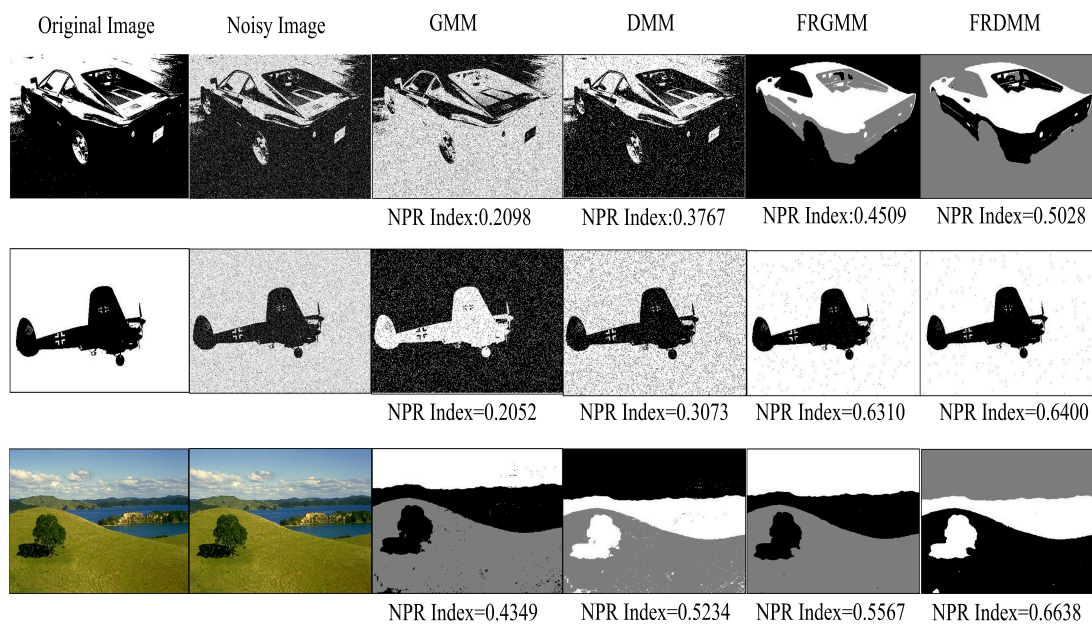 Original Image Noisy Image GMM DMM FRGMM FRDMM
NPR Index:0.2098 NPR Index:0.3767 NPR Index:0.4509 NPR Index=0.5028
NPR Index=0.2052 NPR Index=0.3073 NPR Index=0.6310 NPR Index=0.6400
NPR Index=0.4349 NPR Index=0.5234 NPR Index=0.5567 NPR Index=0.6638